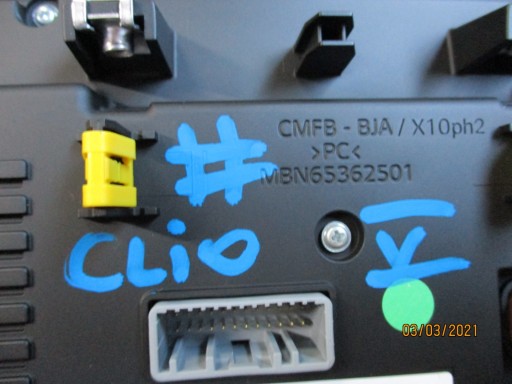 CMFB - BJA / X10ph2
>PC<
MBN65362501
#
CLiO V
03/03/2021